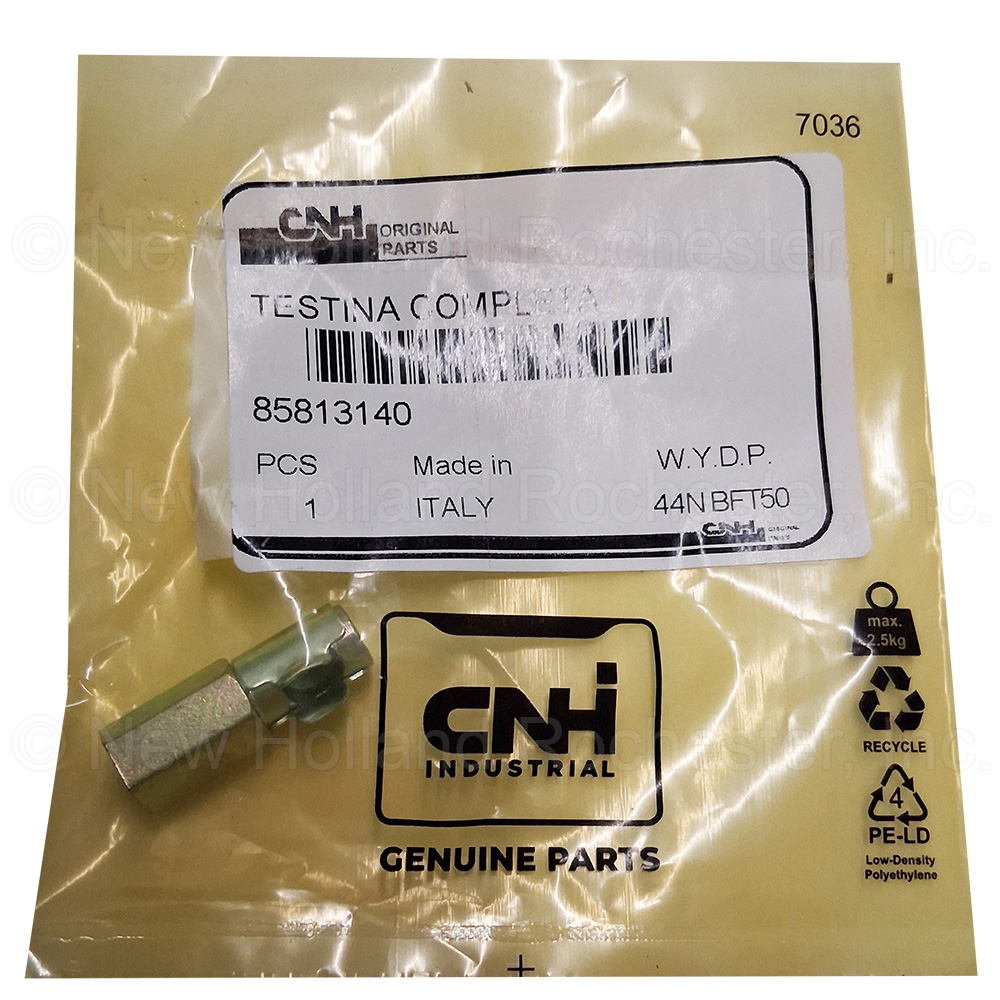 7036
CNH ORIGINAL
PARTS
TESTINA COMPLETA
85813140
PCS Made in W.Y.D.P.
1 ITALY 44N BFT50
CNH ORIGINAL
PARTS
max.
2.5kg
CNH
INDUSTRIAL
GENUINE PARTS
RECYCLE
4
PE-LD
Low-Density
Polyethylene
© New Holland Rochester, Inc.
© New Holland Rochester, Inc.
© New Holland Rochester, Inc.